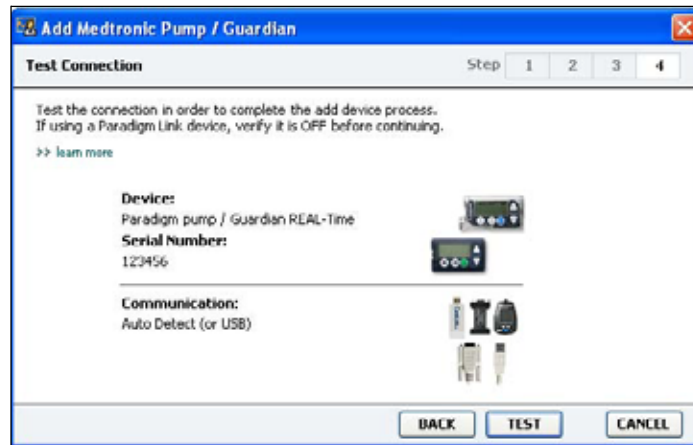 Add Medtronic Pump / Guardian
Test Connection
Step 1 2 3 4
Test the connection in order to complete the add device process.
If using a Paradigm Link device, verify it is OFF before continuing.
>> learn more
Device:
Paradigm pump / Guardian REAL-Time
Serial Number:
123456
Communication:
Auto Detect (or USB)
BACK TEST CANCEL